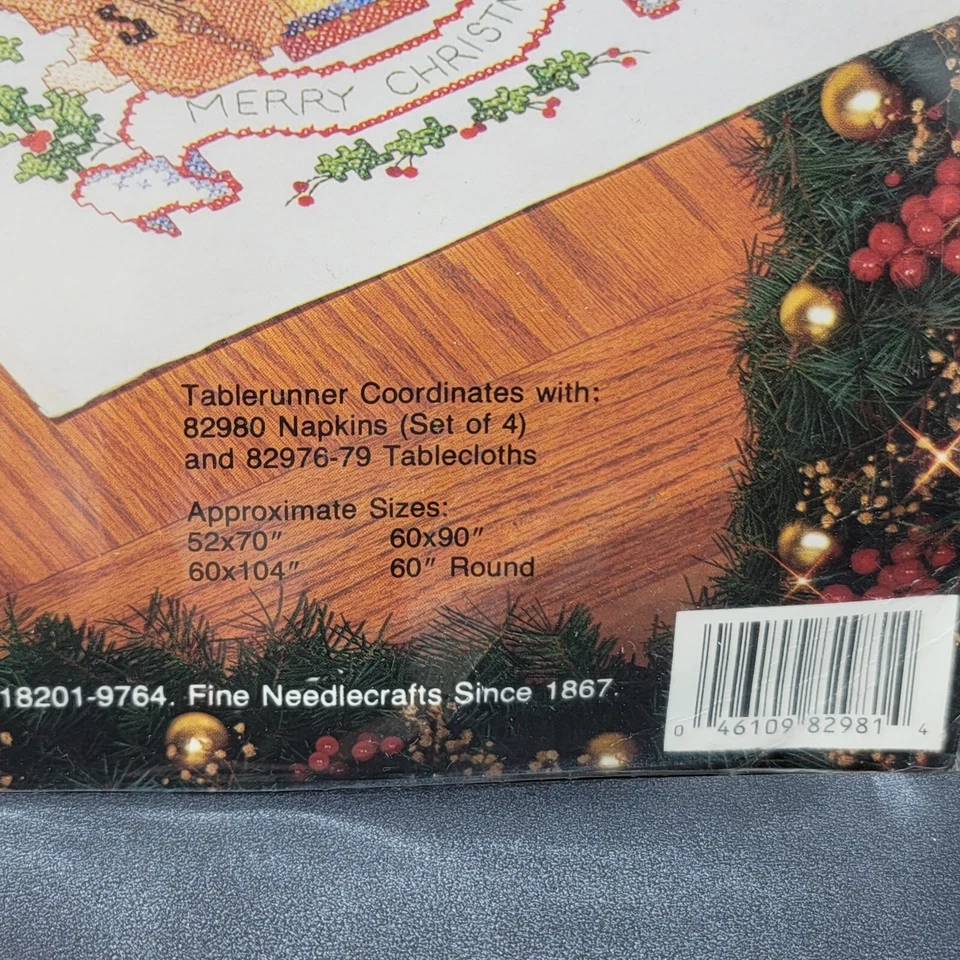 MERRY CHRISTM
Tablerunner Coordinates with:
82980 Napkins (Set of 4)
and 82976-79 Tablecloths
Approximate Sizes:
52x70" 60x90"
60x104" 60" Round
18201-9764. Fine Needlecrafts Since 1867.
0 46109 82981 4